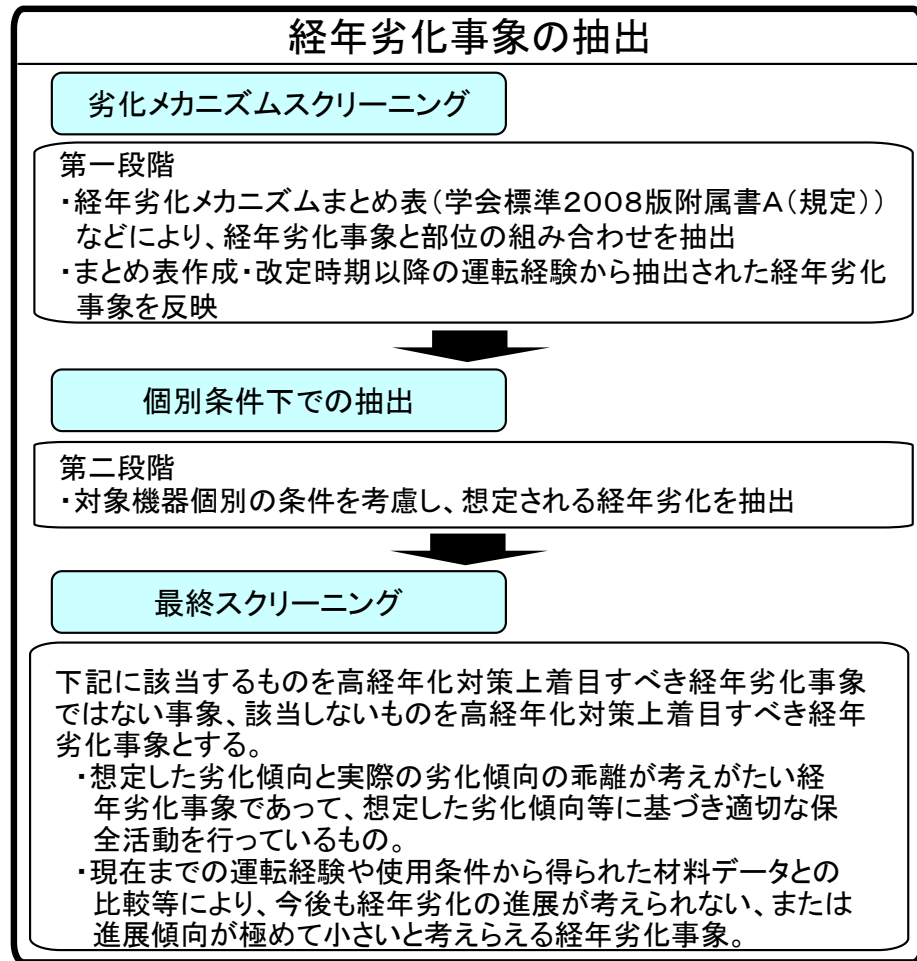 経年劣化事象の抽出
劣化メカニズムスクリーニング
第一段階
・経年劣化メカニズムまとめ表（学会標準２００８版附属書Ａ（規定））
などにより、経年劣化事象と部位の組み合わせを抽出
・まとめ表作成・改定時期以降の運転経験から抽出された経年劣化
事象を反映
個別条件下での抽出
第二段階
・対象機器個別の条件を考慮し、想定される経年劣化を抽出
最終スクリーニング
下記に該当するものを高経年化対策上着目すべき経年劣化事象
ではない事象、該当しないものを高経年化対策上着目すべき経年
劣化事象とする。
・想定した劣化傾向と実際の劣化傾向の乖離が考えがたい経
年劣化事象であって、想定した劣化傾向等に基づき適切な保
全活動を行っているもの。
・現在までの運転経験や使用条件から得られた材料データとの
比較等により、今後も経年劣化の進展が考えられない、または
進展傾向が極めて小さいと考えらえる経年劣化事象。